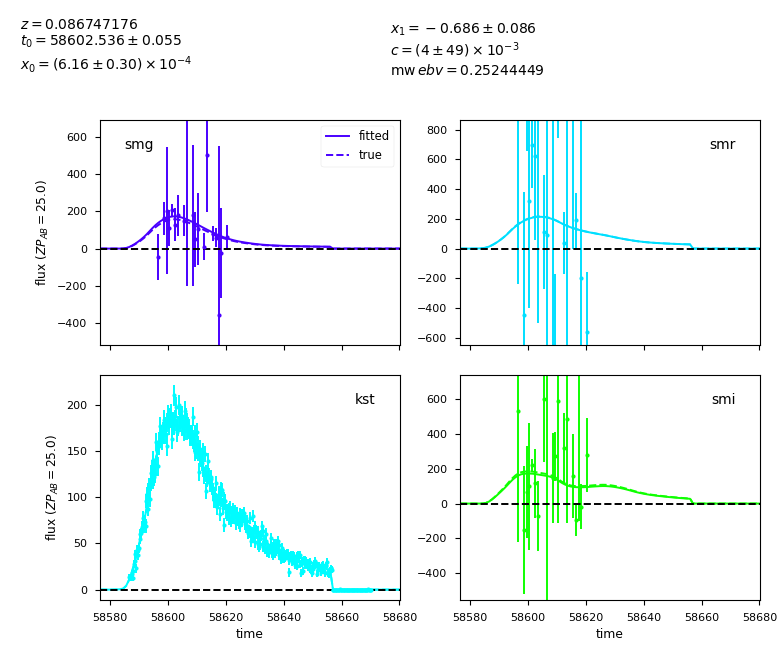 z = 0.086747176
t₀ = 58602.536 ± 0.055
x₀ = (6.16 ± 0.30) × 10⁻⁴
x₁ = −0.686 ± 0.086
c = (4 ± 49) × 10⁻³
mw ebv = 0.25244449
smg
fitted
true
600
400
200
0
−200
−400
flux (ZP_AB = 25.0)
smr
800
600
400
200
0
−200
−400
−600
kst
200
150
100
50
0
flux (ZP_AB = 25.0)
58580 58600 58620 58640 58660 58680
time
smi
600
400
200
0
−200
−400
58580 58600 58620 58640 58660 58680
time